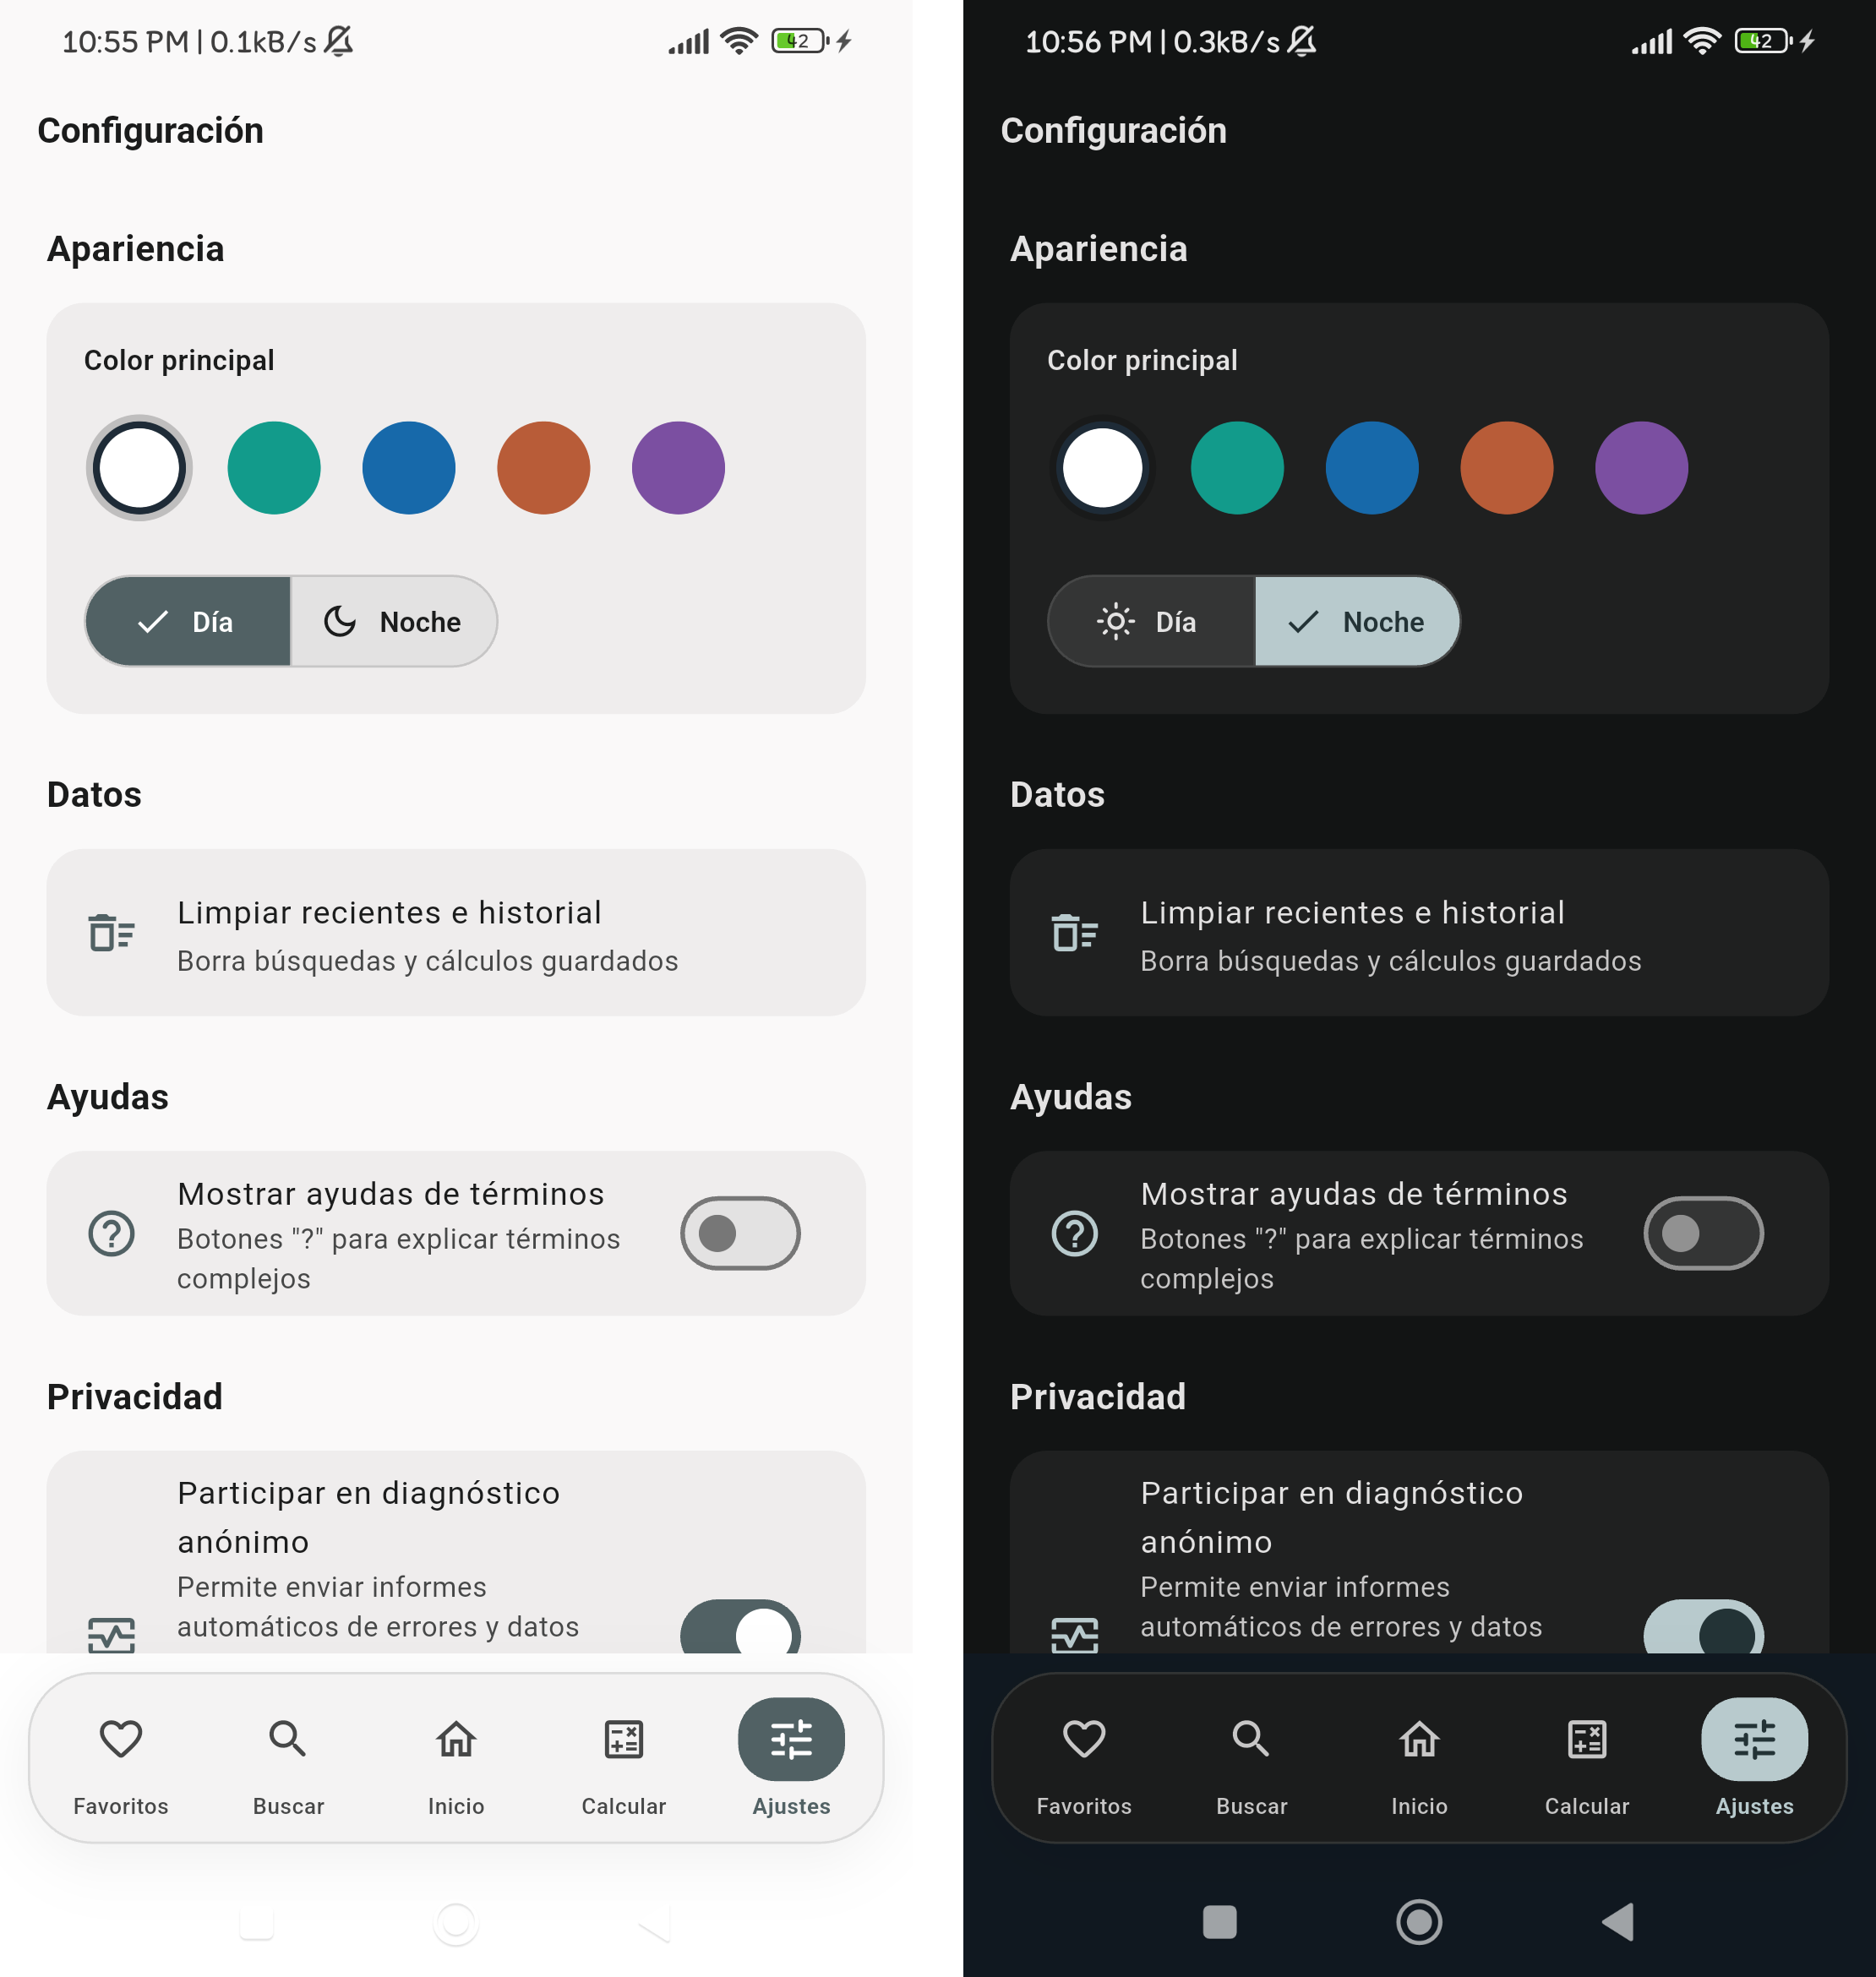 10:55 PM | 0.1kB/s
42
Configuración
Apariencia
Color principal
Día
Noche
Datos
Limpiar recientes e historial
Borra búsquedas y cálculos guardados
Ayudas
Mostrar ayudas de términos
Botones "?" para explicar términos
complejos
Privacidad
Participar en diagnóstico
anónimo
Permite enviar informes
automáticos de errores y datos
Favoritos
Buscar
Inicio
Calcular
Ajustes
10:56 PM | 0.3kB/s
42
Configuración
Apariencia
Color principal
Día
Noche
Datos
Limpiar recientes e historial
Borra búsquedas y cálculos guardados
Ayudas
Mostrar ayudas de términos
Botones "?" para explicar términos
complejos
Privacidad
Participar en diagnóstico
anónimo
Permite enviar informes
automáticos de errores y datos
Favoritos
Buscar
Inicio
Calcular
Ajustes